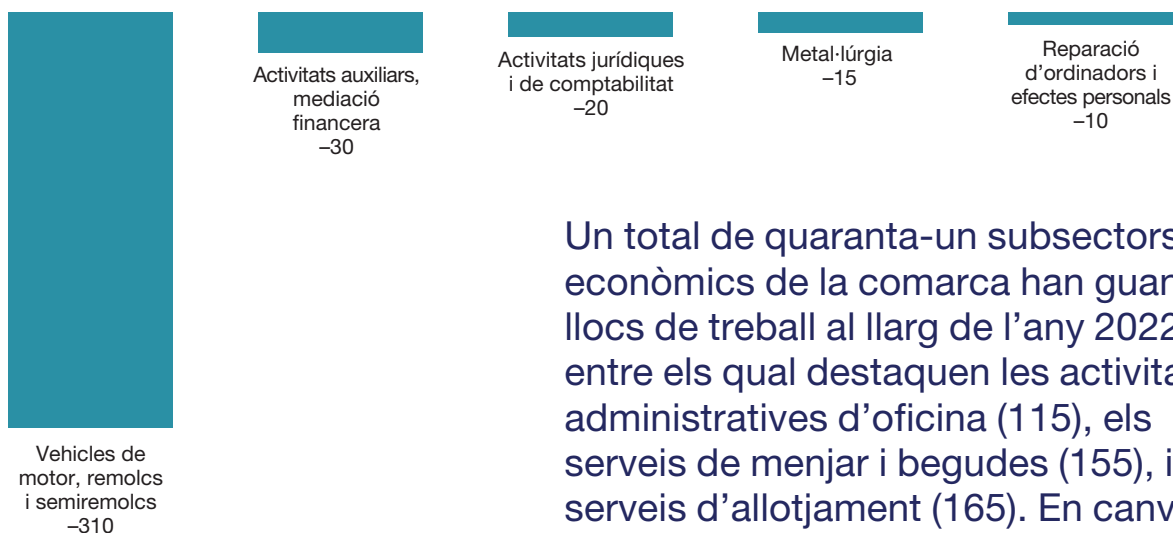 Activitats auxiliars,
mediació
financera
–30
Activitats jurídiques
i de comptabilitat
–20
Metal·lúrgia
–15
Reparació
d’ordinadors i
efectes personals
–10
Vehicles de
motor, remolcs
i semiremolcs
–310
Un total de quaranta-un subsectors
econòmics de la comarca han
llocs de treball al llarg de l’any 2022
entre els qual destaquen les
administratives d’oficina (115), els
serveis de menjar i begudes (155), i
serveis d’allotjament (165). En